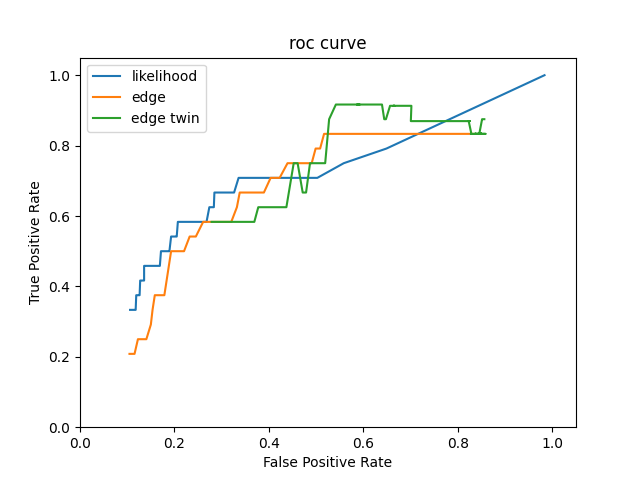 roc curve
likelihood
edge
edge twin
True Positive Rate
1.0
0.8
0.6
0.4
0.2
0.0
0.0 0.2 0.4 0.6 0.8 1.0
False Positive Rate